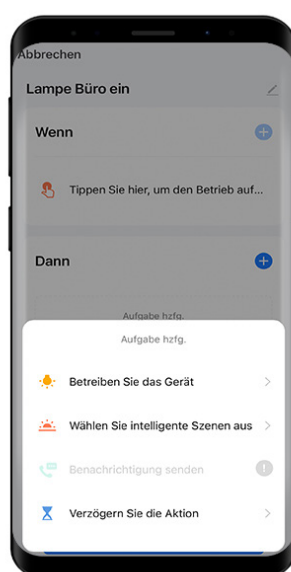 Abbrechen
Lampe Büro ein
Wenn
Tippen Sie hier, um den Betrieb auf...
Dann
Aufgabe hzfg.
Aufgabe hzfg.
Betreiben Sie das Gerät
Wählen Sie intelligente Szenen aus
Benachrichtigung senden
Verzögern Sie die Aktion